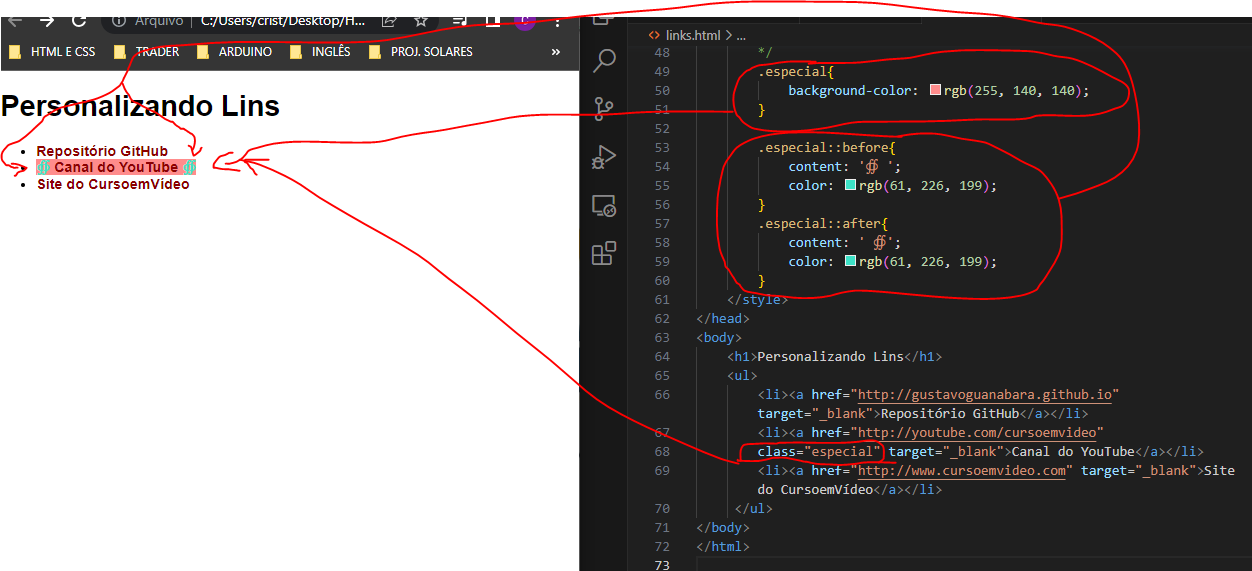 Arquivo | C:/Users/crist/Desktop/H...
HTML E CSS TRADER ARDUINO INGLÊS PROJ. SOLARES »
Personalizando Lins
• Repositório GitHub
• ∯ Canal do YouTube ∯
• Site do CursoemVídeo
<> links.html > ...
48 */
49 .especial{
50 background-color: rgb(255, 140, 140);
51 }
52
53 .especial::before{
54 content: '∯ ';
55 color: rgb(61, 226, 199);
56 }
57 .especial::after{
58 content: ' ∯';
59 color: rgb(61, 226, 199);
60 }
61 </style>
62 </head>
63 <body>
64 <h1>Personalizando Lins</h1>
65 <ul>
66 <li><a href="http://gustavoguanabara.github.io"
target="_blank">Repositório GitHub</a></li>
67 <li><a href="http://youtube.com/cursoemvideo"
68 class="especial" target="_blank">Canal do YouTube</a></li>
69 <li><a href="http://www.cursoemvideo.com" target="_blank">Site
do CursoemVídeo</a></li>
70 </ul>
71 </body>
72 </html>
73